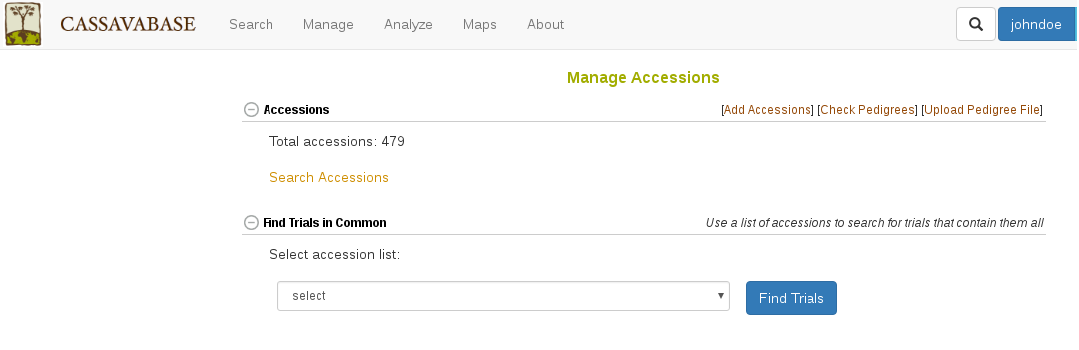 CASSAVABASE Search Manage Analyze Maps About johndoe
Manage Accessions
Accessions [Add Accessions] [Check Pedigrees] [Upload Pedigree File]
Total accessions: 479
Search Accessions
Find Trials in Common Use a list of accessions to search for trials that contain them all
Select accession list:
select Find Trials